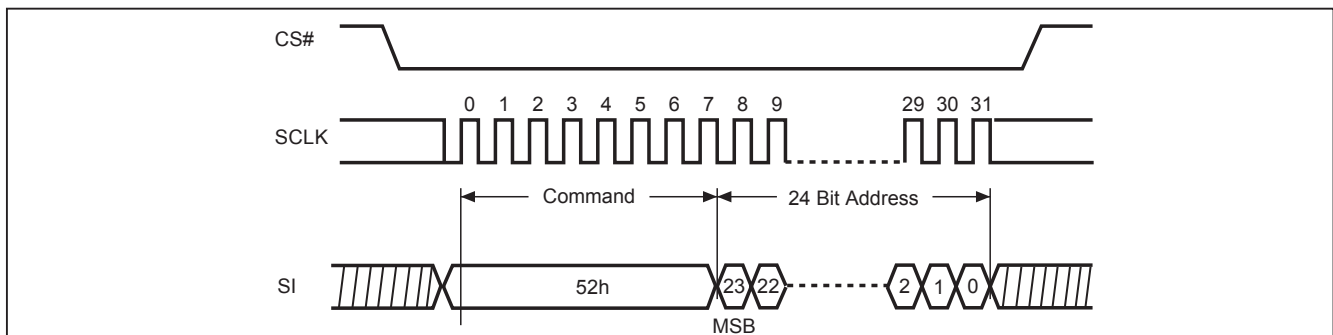 CS#
0 1 2 3 4 5 6 7 8 9 29 30 31
SCLK
Command 24 Bit Address
SI 52h 23 22 2 1 0
MSB